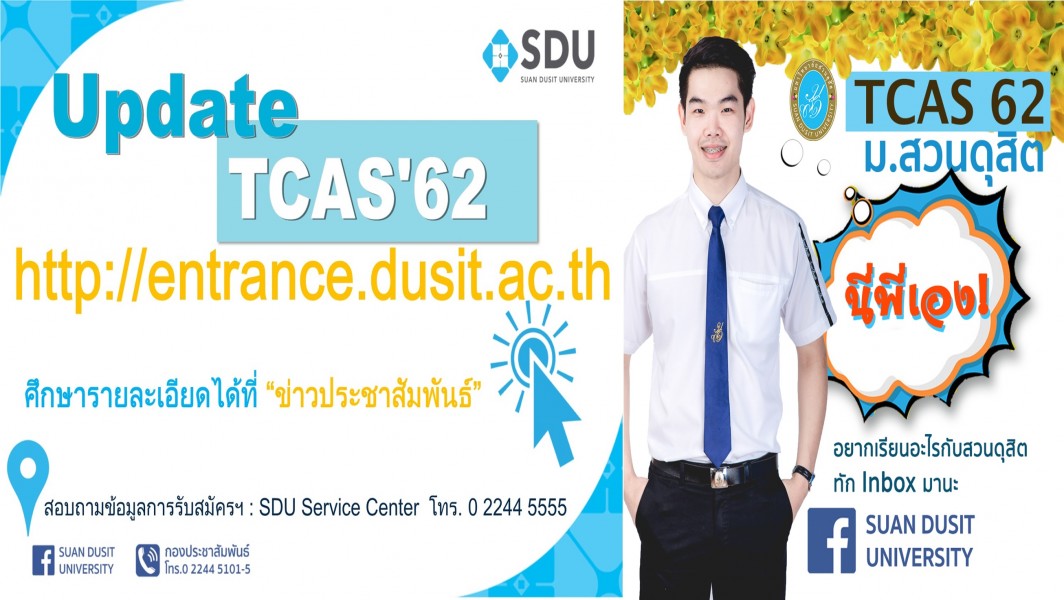 SDU
SUAN DUSIT UNIVERSITY
Update
TCAS'62
http://entrance.dusit.ac.th
ศึกษารายละเอียดได้ที่ “ข่าวประชาสัมพันธ์”
สอบถามข้อมูลการรับสมัครฯ : SDU Service Center โทร. 0 2244 5555
SUAN DUSIT
UNIVERSITY
กองประชาสัมพันธ์
โทร.0 2244 5101-5
TCAS 62
ม.สวนดุสิต
นี่พี่เอง!
อยากเรียนอะไรกับสวนดุสิต
ทัก Inbox มานะ
SUAN DUSIT
UNIVERSITY